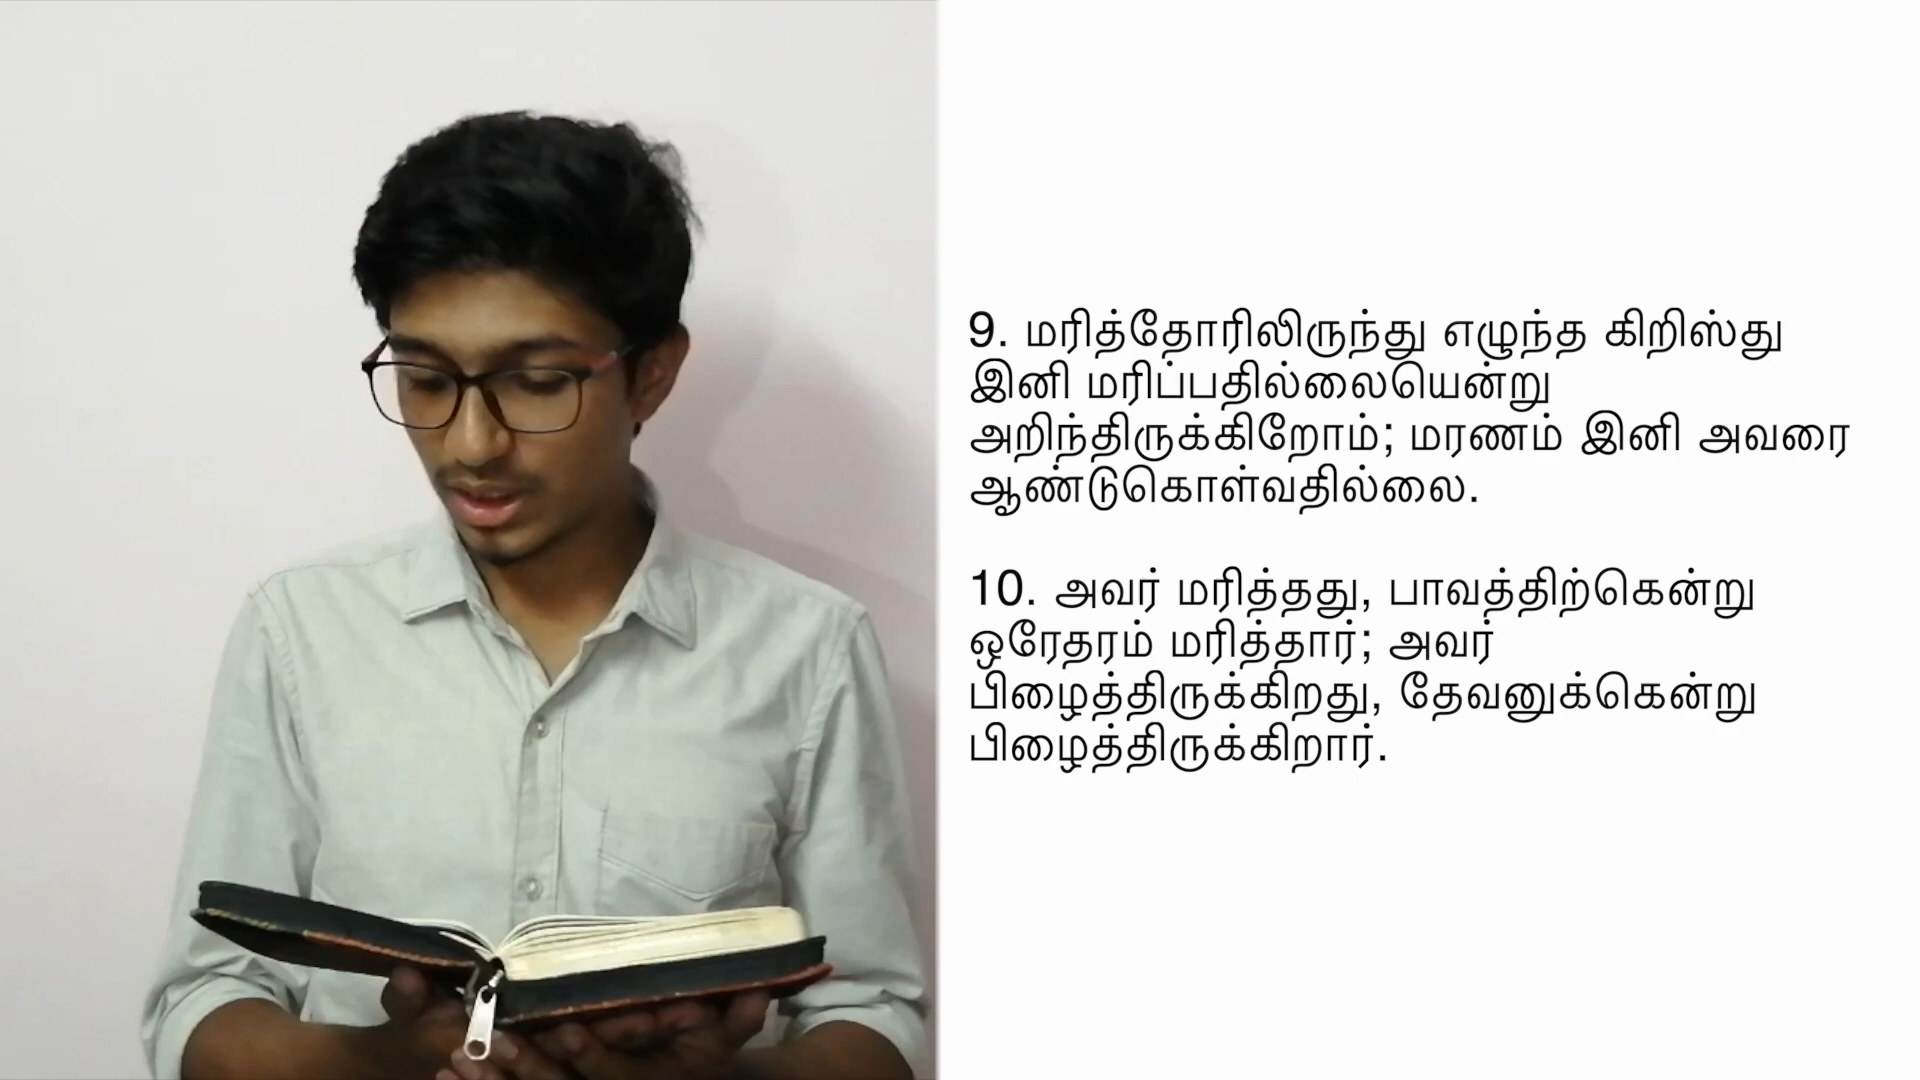 9. மரித்தோரிலிருந்து எழுந்த கிறிஸ்து
இனி மரிப்பதில்லையென்று
அறிந்திருக்கிறோம்; மரணம் இனி அவரை
ஆண்டுகொள்வதில்லை.
10. அவர் மரித்தது, பாவத்திற்கென்று
ஒரேதரம் மரித்தார்; அவர்
பிழைத்திருக்கிறது, தேவனுக்கென்று
பிழைத்திருக்கிறார்.